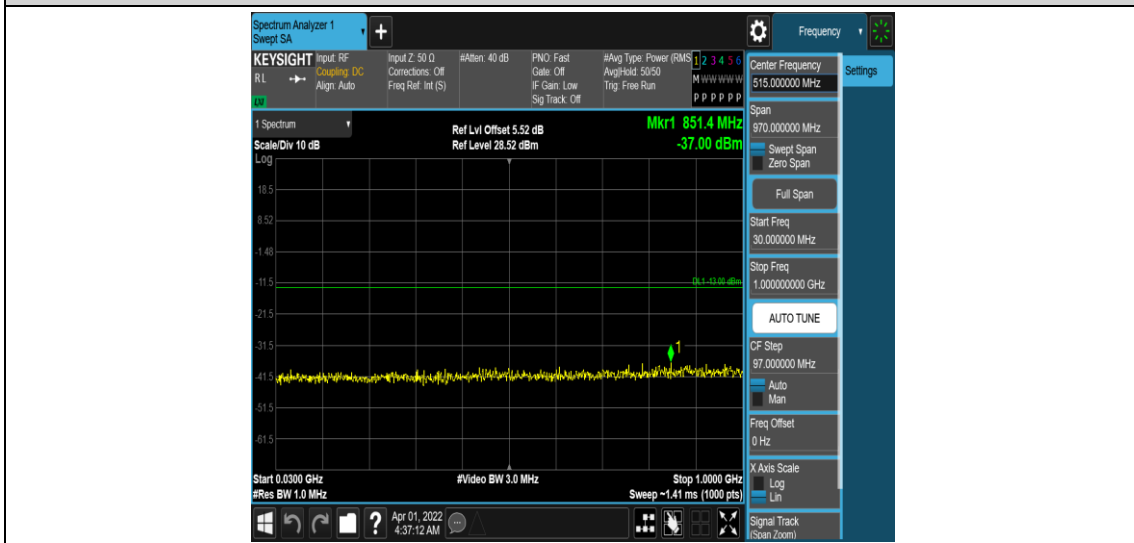 Spectrum Analyzer 1
Swept SA
+
Frequency
KEYSIGHT
RL
LXI
Input: RF
Coupling: DC
Align: Auto
Input Z: 50 Ω
Corrections: Off
Freq Ref: Int (S)
#Atten: 40 dB
PNO: Fast
Gate: Off
IF Gain: Low
Sig Track: Off
#Avg Type: Power (RMS
Avg|Hold: 50/50
Trig: Free Run
1 2 3 4 5 6
M W W W W W
P P P P P P
1 Spectrum
Scale/Div 10 dB
Ref Lvl Offset 5.52 dB
Ref Level 28.52 dBm
Mkr1 851.4 MHz
-37.00 dBm
Log
18.5
8.52
-1.48
-11.5
DL1 -13.00 dBm
-21.5
-31.5
1
-41.5
-51.5
-61.5
Start 0.0300 GHz
#Res BW 1.0 MHz
#Video BW 3.0 MHz
Stop 1.0000 GHz
Sweep ~1.41 ms (1000 pts)
Center Frequency
515.000000 MHz
Settings
Span
970.000000 MHz
Swept Span
Zero Span
Full Span
Start Freq
30.000000 MHz
Stop Freq
1.000000000 GHz
AUTO TUNE
CF Step
97.000000 MHz
Auto
Man
Freq Offset
0 Hz
X Axis Scale
Log
Lin
Signal Track
(Span Zoom)
?
Apr 01, 2022
4:37:12 AM